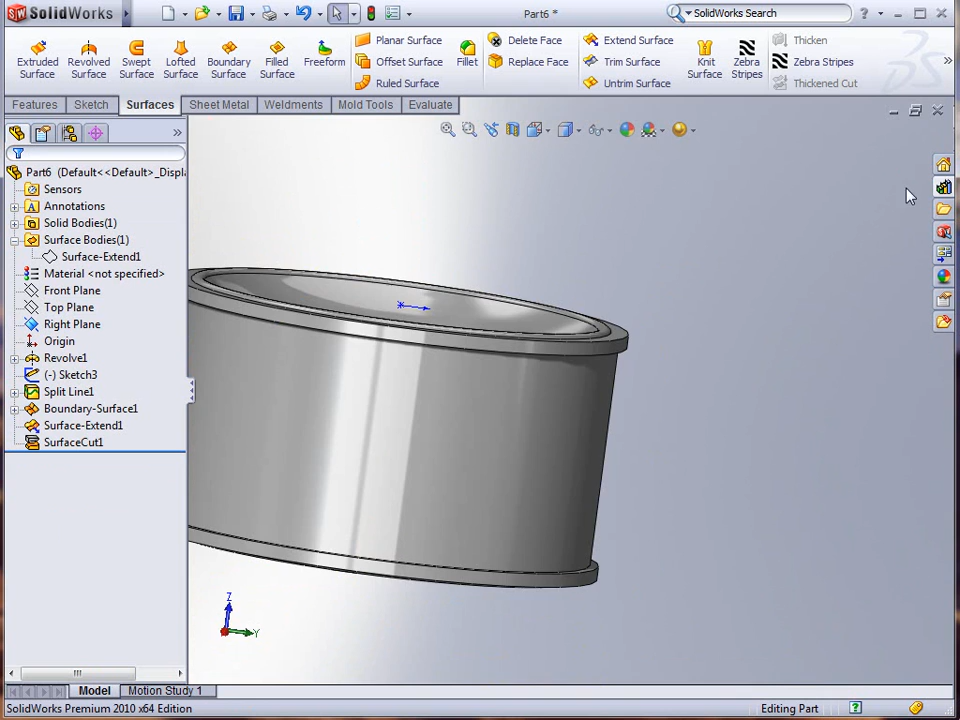 SolidWorks
Part6 *
SolidWorks Search
Extruded Surface
Revolved Surface
Swept Surface
Lofted Surface
Boundary Surface
Filled Surface
Freeform
Planar Surface
Offset Surface
Ruled Surface
Fillet
Delete Face
Replace Face
Extend Surface
Trim Surface
Untrim Surface
Knit Surface
Zebra Stripes
Thicken
Zebra Stripes
Thickened Cut
Features
Sketch
Surfaces
Sheet Metal
Weldments
Mold Tools
Evaluate
Part6 (Default<<Default>_Displ
Sensors
Annotations
Solid Bodies(1)
Surface Bodies(1)
Surface-Extend1
Material <not specified>
Front Plane
Top Plane
Right Plane
Origin
Revolve1
(-) Sketch3
Split Line1
Boundary-Surface1
Surface-Extend1
SurfaceCut1
Z
Y
Model
Motion Study 1
SolidWorks Premium 2010 x64 Edition
Editing Part